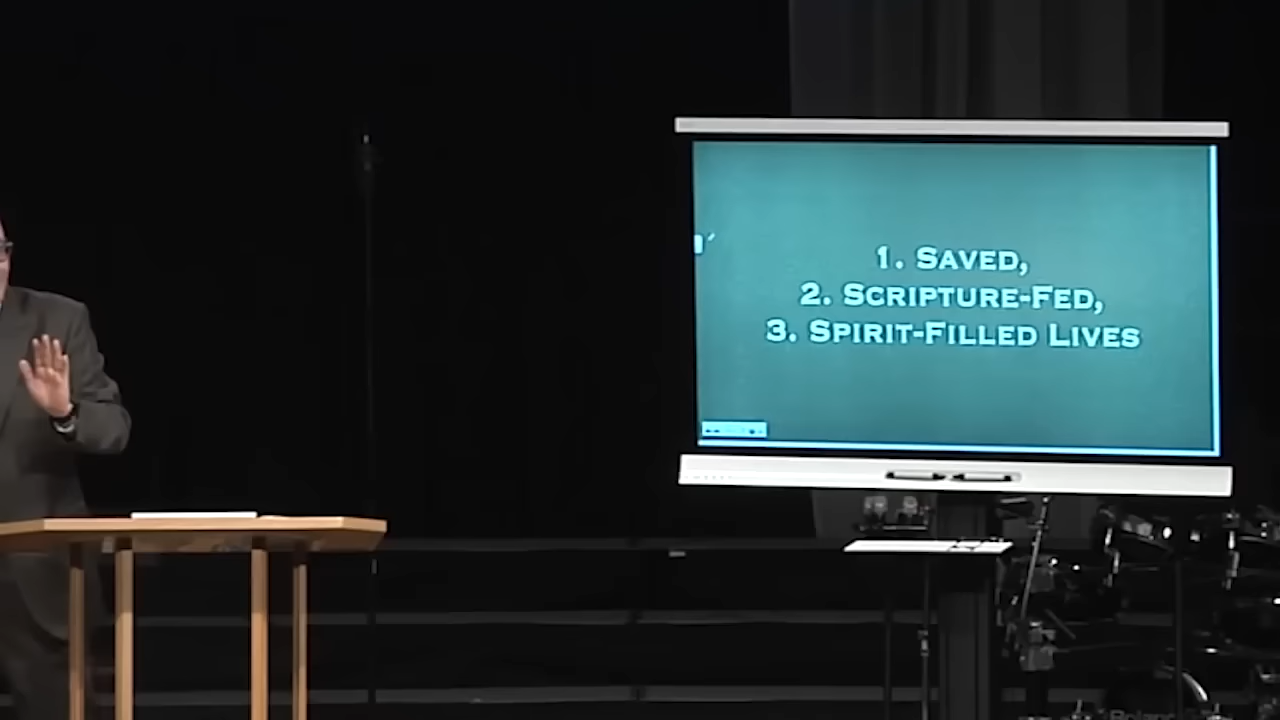 1. SAVED,
2. SCRIPTURE-FED,
3. SPIRIT-FILLED LIVES